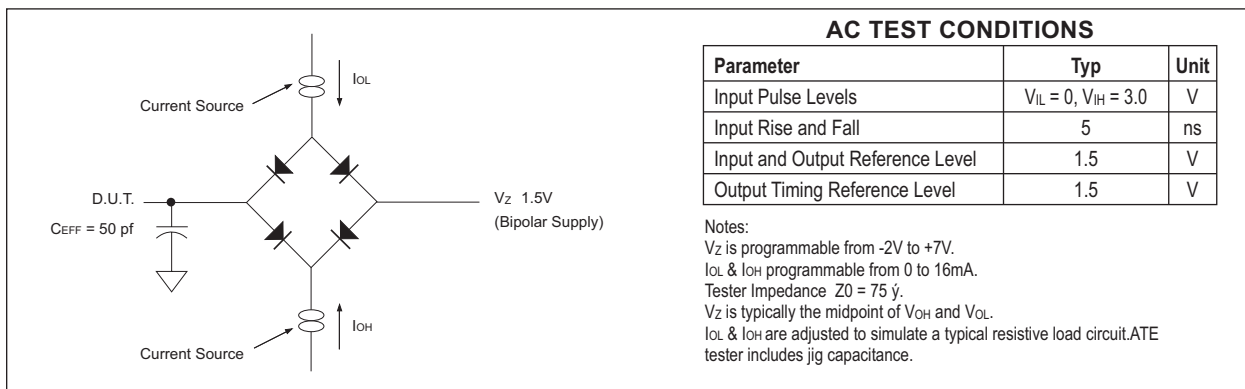 IOL
Current Source
D.U.T.
CEFF = 50 pf
VZ 1.5V
(Bipolar Supply)
IOH
Current Source
AC TEST CONDITIONS
Parameter Typ Unit
Input Pulse Levels VIL = 0, VIH = 3.0 V
Input Rise and Fall 5 ns
Input and Output Reference Level 1.5 V
Output Timing Reference Level 1.5 V
Notes:
VZ is programmable from -2V to +7V.
IOL & IOH programmable from 0 to 16mA.
Tester Impedance Z0 = 75 ý.
VZ is typically the midpoint of VOH and VOL.
IOL & IOH are adjusted to simulate a typical resistive load circuit.ATE
tester includes jig capacitance.